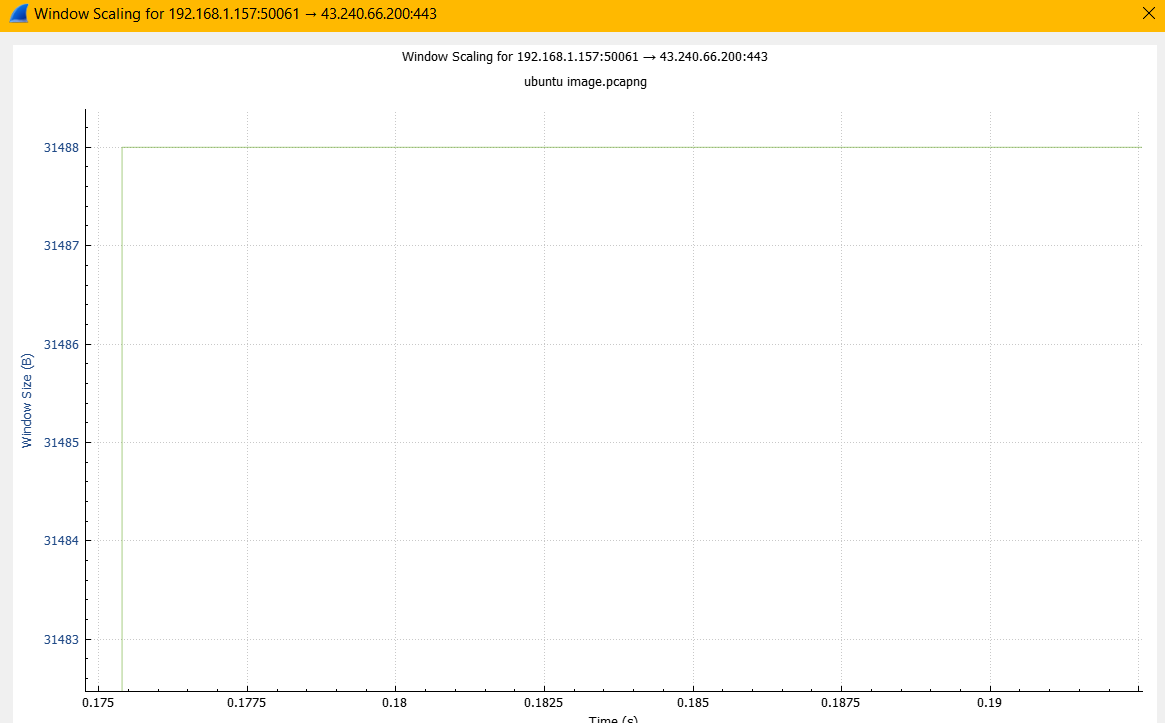 Window Scaling for 192.168.1.157:50061 → 43.240.66.200:443
Window Scaling for 192.168.1.157:50061 → 43.240.66.200:443
ubuntu image.pcapng
31488
31487
31486
31485
31484
31483
Window Size (B)
0.175 0.1775 0.18 0.1825 0.185 0.1875 0.19
Time (s)